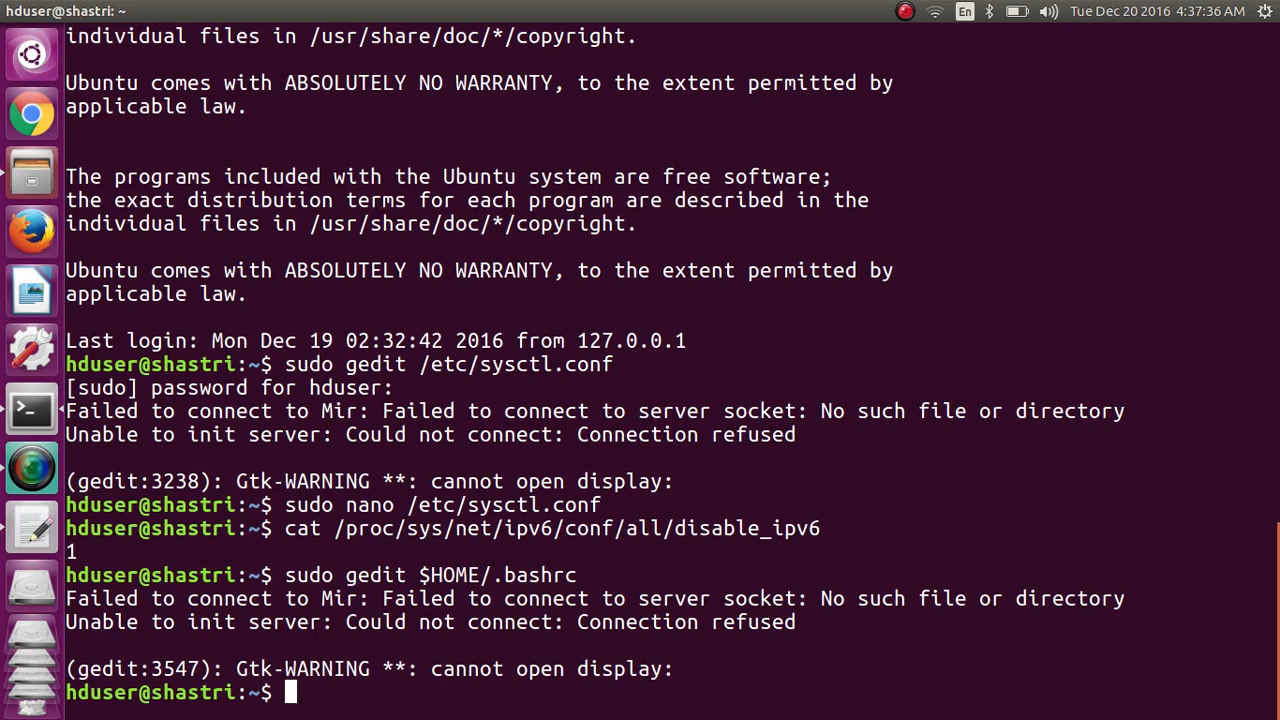 hduser@shastri: ~
En
Tue Dec 20 2016 4:37:36 AM
individual files in /usr/share/doc/*/copyright.
Ubuntu comes with ABSOLUTELY NO WARRANTY, to the extent permitted by
applicable law.
The programs included with the Ubuntu system are free software;
the exact distribution terms for each program are described in the
individual files in /usr/share/doc/*/copyright.
Ubuntu comes with ABSOLUTELY NO WARRANTY, to the extent permitted by
applicable law.
Last login: Mon Dec 19 02:32:42 2016 from 127.0.0.1
hduser@shastri:~$ sudo gedit /etc/sysctl.conf
[sudo] password for hduser:
Failed to connect to Mir: Failed to connect to server socket: No such file or directory
Unable to init server: Could not connect: Connection refused
(gedit:3238): Gtk-WARNING **: cannot open display:
hduser@shastri:~$ sudo nano /etc/sysctl.conf
hduser@shastri:~$ cat /proc/sys/net/ipv6/conf/all/disable_ipv6
1
hduser@shastri:~$ sudo gedit $HOME/.bashrc
Failed to connect to Mir: Failed to connect to server socket: No such file or directory
Unable to init server: Could not connect: Connection refused
(gedit:3547): Gtk-WARNING **: cannot open display:
hduser@shastri:~$